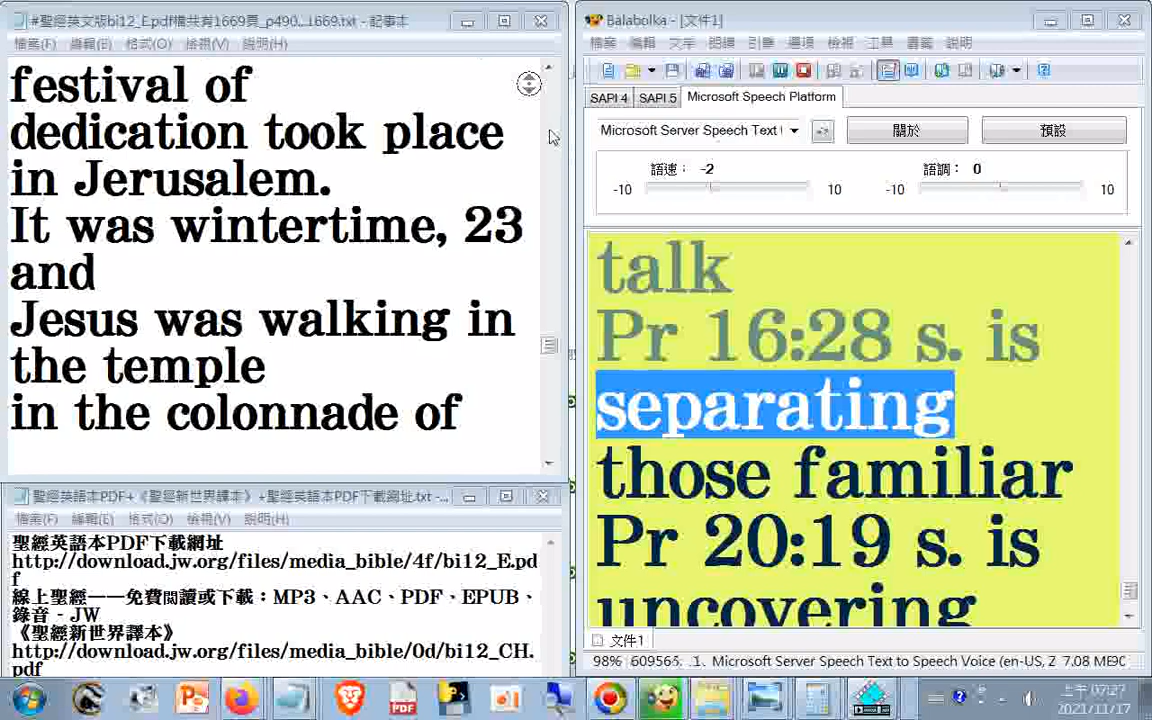 #聖經英文版bi12_E.pdf檔共有1669頁_p490...1669.txt - 記事本
檔案(F) 編輯(E) 格式(O) 檢視(V) 說明(H)
festival of
dedication took place
in Jerusalem.
It was wintertime, 23
and
Jesus was walking in
the temple
in the colonnade of
聖經英語本PDF+《聖經新世界譯本》+聖經英語本PDF下載網址.txt - ...
檔案(F) 編輯(E) 格式(O) 檢視(V) 說明(H)
聖經英語本PDF下載網址
http://download.jw.org/files/media_bible/4f/bi12_E.pd
f
線上聖經——免費閱讀或下載：MP3、AAC、PDF、EPUB、
錄音 - JW
《聖經新世界譯本》
http://download.jw.org/files/media_bible/0d/bi12_CH.
pdf
Balabolka - [文件1]
檔案 編輯 文字 朗讀 引擎 選項 檢視 工具 書籤 說明
SAPI 4 SAPI 5 Microsoft Speech Platform
Microsoft Server Speech Text 關於 預設
語速： -2 語調： 0
-10 10 -10 10
talk
Pr 16:28 s. is
separating
those familiar
Pr 20:19 s. is
uncovering
文件1
98% 609565. .1. Microsoft Server Speech Text to Speech Voice (en-US, Z 7.08 МБ
上午 07:27
2021/11/17